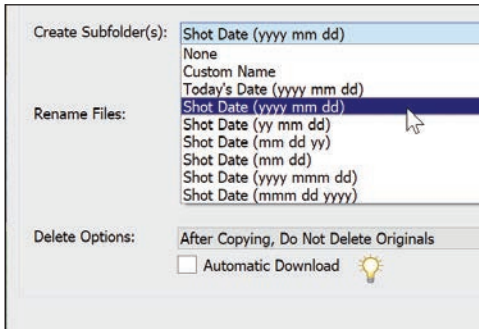 Create Subfolder(s): Shot Date (yyyy mm dd)
None
Custom Name
Today's Date (yyyy mm dd)
Shot Date (yyyy mm dd)
Rename Files:
Shot Date (yy mm dd)
Shot Date (mm dd yy)
Shot Date (mm dd)
Shot Date (yyyy mmm dd)
Shot Date (mmm dd yyyy)
Delete Options: After Copying, Do Not Delete Originals
Automatic Download